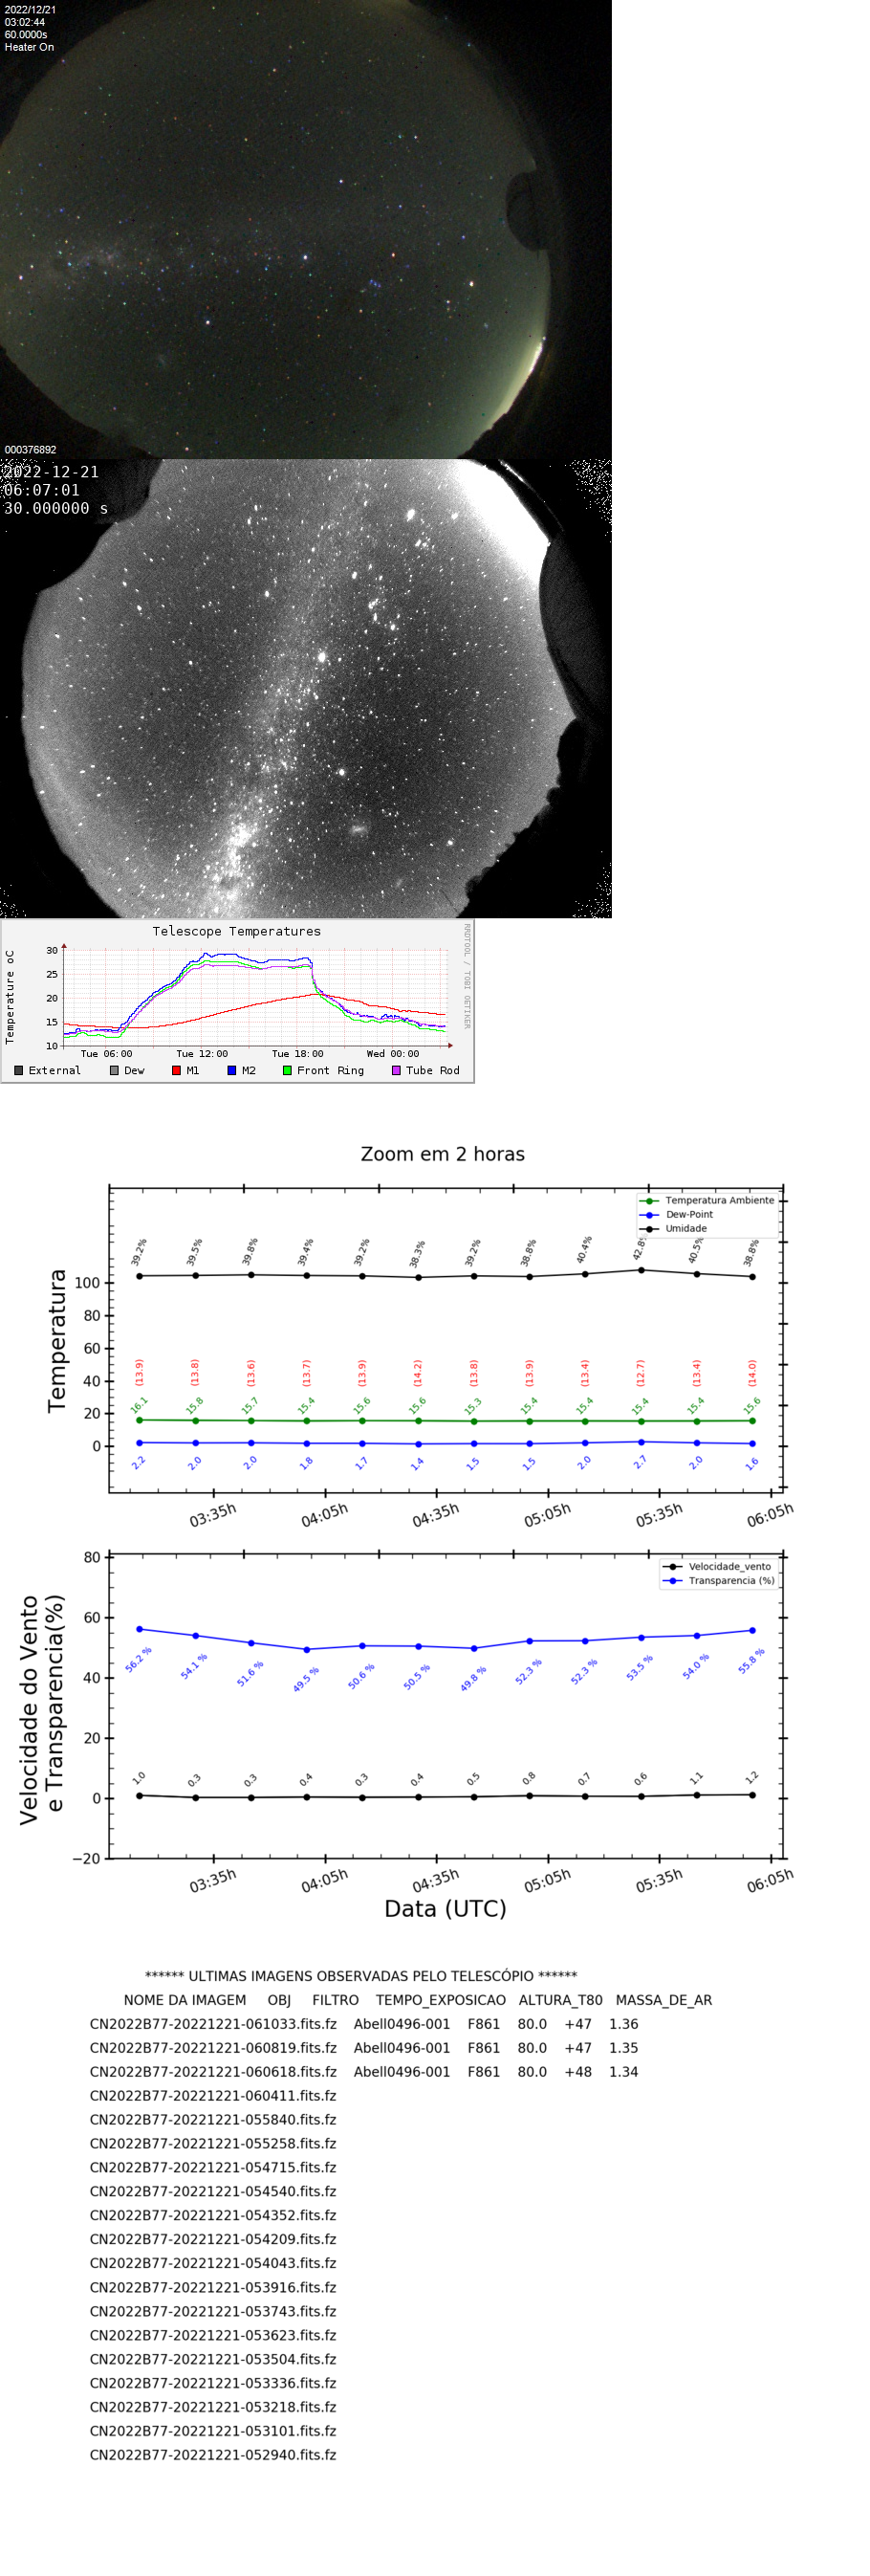 2022/12/21
03:02:44
60.0000s
Heater On
000376892
2022-12-21
06:07:01
30.000000 s
Telescope Temperatures
RRDTOOL / TOBI OETIKER
Temperature oC
30
25
20
15
10
Tue 06:00 Tue 12:00 Tue 18:00 Wed 00:00
External Dew M1 M2 Front Ring Tube Rod
Zoom em 2 horas
Temperatura Ambiente
Dew-Point
Umidade
39.2% 39.5% 39.8% 39.4% 39.2% 38.3% 39.2% 38.8% 40.4% 42.8% 40.5% 38.8%
Temperatura
100
80
60
40
20
0
(13.9) (13.8) (13.6) (13.7) (13.9) (14.2) (13.8) (13.9) (13.4) (12.7) (13.4) (14.0)
16.1 15.8 15.7 15.4 15.6 15.6 15.3 15.4 15.4 15.4 15.4 15.6
2.2 2.0 2.0 1.8 1.7 1.4 1.5 1.5 2.0 2.7 2.0 1.6
03:35h 04:05h 04:35h 05:05h 05:35h 06:05h
Velocidade do Vento
e Transparencia(%)
80
60
40
20
0
−20
Velocidade_vento
Transparencia (%)
56.2 % 54.1 % 51.6 % 49.5 % 50.6 % 50.5 % 49.8 % 52.3 % 52.3 % 53.5 % 54.0 % 55.8 %
1.0 0.3 0.3 0.4 0.3 0.4 0.5 0.8 0.7 0.6 1.1 1.2
03:35h 04:05h 04:35h 05:05h 05:35h 06:05h
Data (UTC)
****** ULTIMAS IMAGENS OBSERVADAS PELO TELESCÓPIO ******
NOME DA IMAGEM OBJ FILTRO TEMPO_EXPOSICAO ALTURA_T80 MASSA_DE_AR
CN2022B77-20221221-061033.fits.fz Abell0496-001 F861 80.0 +47 1.36
CN2022B77-20221221-060819.fits.fz Abell0496-001 F861 80.0 +47 1.35
CN2022B77-20221221-060618.fits.fz Abell0496-001 F861 80.0 +48 1.34
CN2022B77-20221221-060411.fits.fz
CN2022B77-20221221-055840.fits.fz
CN2022B77-20221221-055258.fits.fz
CN2022B77-20221221-054715.fits.fz
CN2022B77-20221221-054540.fits.fz
CN2022B77-20221221-054352.fits.fz
CN2022B77-20221221-054209.fits.fz
CN2022B77-20221221-054043.fits.fz
CN2022B77-20221221-053916.fits.fz
CN2022B77-20221221-053743.fits.fz
CN2022B77-20221221-053623.fits.fz
CN2022B77-20221221-053504.fits.fz
CN2022B77-20221221-053336.fits.fz
CN2022B77-20221221-053218.fits.fz
CN2022B77-20221221-053101.fits.fz
CN2022B77-20221221-052940.fits.fz